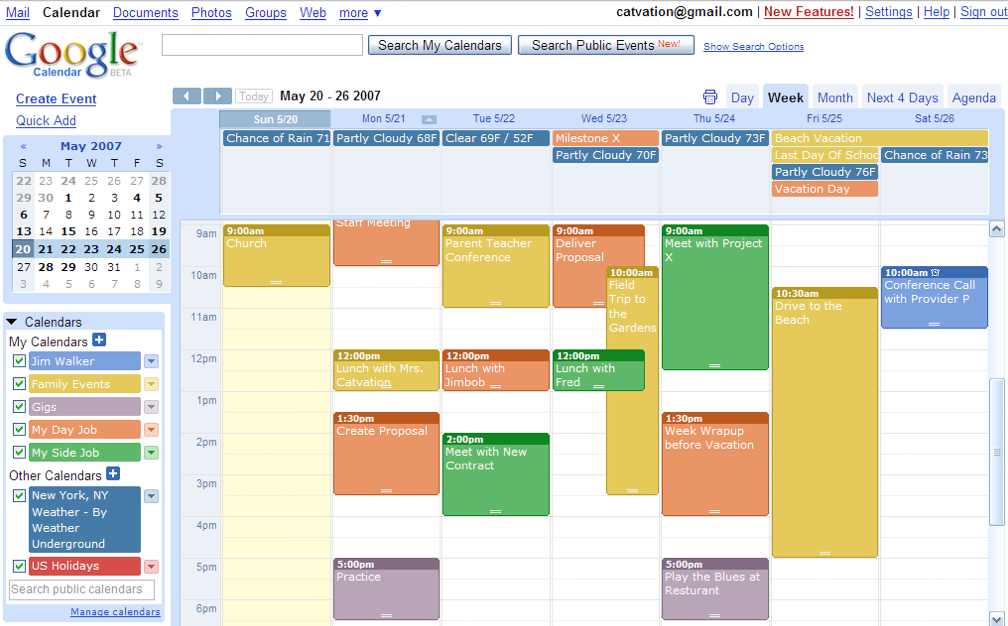 Mail Calendar Documents Photos Groups Web more ▼
catvation@gmail.com | New Features! | Settings | Help | Sign out
Google
Calendar BETA
Search My Calendars
Search Public Events New!
Show Search Options
Create Event
Quick Add
Today May 20 - 26 2007
Day Week Month Next 4 Days Agenda
« May 2007 »
S M T W T F S
22 23 24 25 26 27 28
29 30 1 2 3 4 5
6 7 8 9 10 11 12
13 14 15 16 17 18 19
20 21 22 23 24 25 26
27 28 29 30 31 1 2
3 4 5 6 7 8 9
Calendars
My Calendars
Jim Walker
Family Events
Gigs
My Day Job
My Side Job
Other Calendars
New York, NY
Weather - By
Weather
Underground
US Holidays
Search public calendars
Manage calendars
Sun 5/20 Mon 5/21 Tue 5/22 Wed 5/23 Thu 5/24 Fri 5/25 Sat 5/26
Chance of Rain 71
Partly Cloudy 68F
Clear 69F / 52F
Milestone X
Partly Cloudy 70F
Partly Cloudy 73F
Beach Vacation
Last Day Of Schoo
Partly Cloudy 76F
Vacation Day
Chance of Rain 73
9am
10am
11am
12pm
1pm
2pm
3pm
4pm
5pm
6pm
9:00am
Church
Staff Meeting
12:00pm
Lunch with Mrs.
Catvation
1:30pm
Create Proposal
5:00pm
Practice
9:00am
Parent Teacher
Conference
12:00pm
Lunch with
Jimbob
2:00pm
Meet with New
Contract
9:00am
Deliver
Proposal
10:00am
Field
Trip to
the
Gardens
12:00pm
Lunch with
Fred
9:00am
Meet with Project
X
1:30pm
Week Wrapup
before Vacation
5:00pm
Play the Blues at
Resturant
10:30am
Drive to the
Beach
10:00am
Conference Call
with Provider P